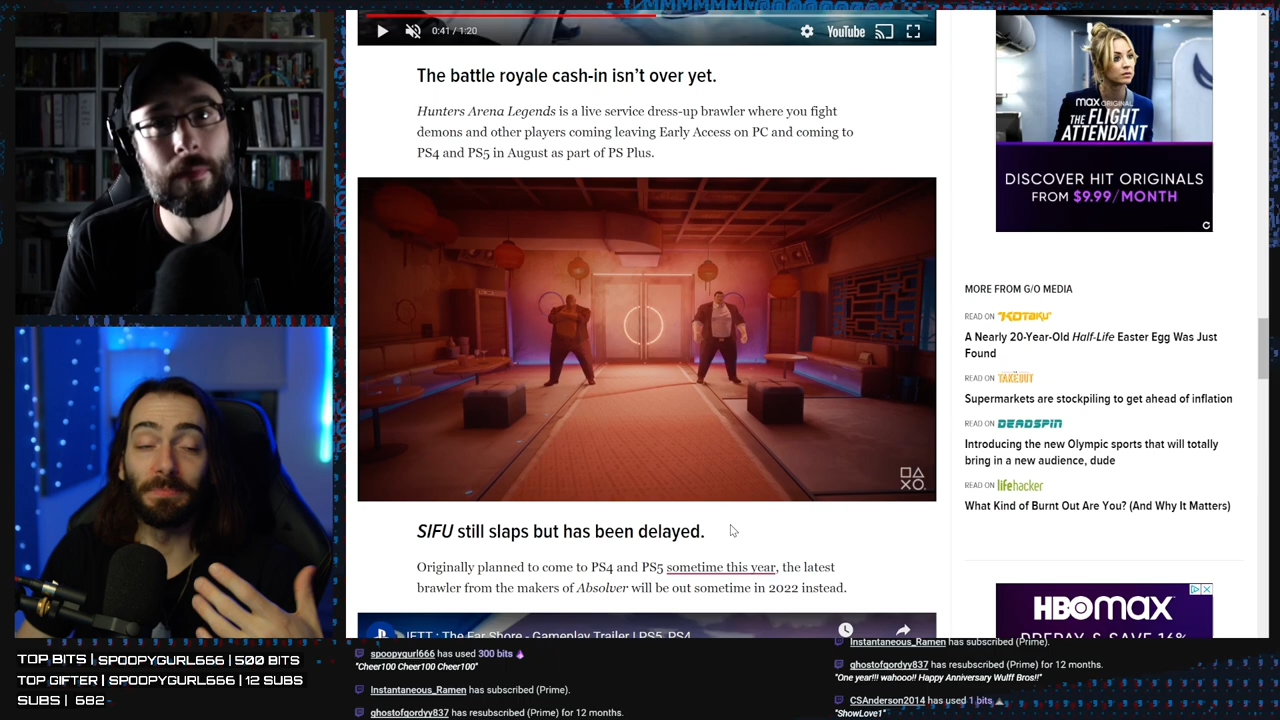 0:41 / 1:20
YouTube
The battle royale cash-in isn't over yet.
Hunters Arena Legends is a live service dress-up brawler where you fight
demons and other players coming leaving Early Access on PC and coming to
PS4 and PS5 in August as part of PS Plus.
SIFU still slaps but has been delayed.
Originally planned to come to PS4 and PS5 sometime this year, the latest
brawler from the makers of Absolver will be out sometime in 2022 instead.
JETT : The Far Shore - Gameplay Trailer | PS5, PS4
max ORIGINAL
THE FLIGHT
ATTENDANT
DISCOVER HIT ORIGINALS
FROM $9.99/MONTH
MORE FROM G/O MEDIA
READ ON KOTAKU
A Nearly 20-Year-Old Half-Life Easter Egg Was Just
Found
READ ON THE TAKEOUT
Supermarkets are stockpiling to get ahead of inflation
READ ON DEADSPIN
Introducing the new Olympic sports that will totally
bring in a new audience, dude
READ ON lifehacker
What Kind of Burnt Out Are You? (And Why It Matters)
HBOMAX
PREPAY & SAVE 16%
TOP BITS | SPOOPYGURL666 | 500 BITS
TOP GIFTER | SPOOPYGURL666 | 12 SUBS
SUBS | 682
spoopygurl666 has used 300 bits
"Cheer100 Cheer100 Cheer100"
Instantaneous_Ramen has subscribed (Prime).
ghostofgordyy837 has resubscribed (Prime) for 12 months.
Instantaneous_Ramen has subscribed (Prime).
ghostofgordyy837 has resubscribed (Prime) for 12 months.
"One year!!! wahooo!! Happy Anniversary Wulff Bros!!"
CSAnderson2014 has used 1 bits
"ShowLove1"